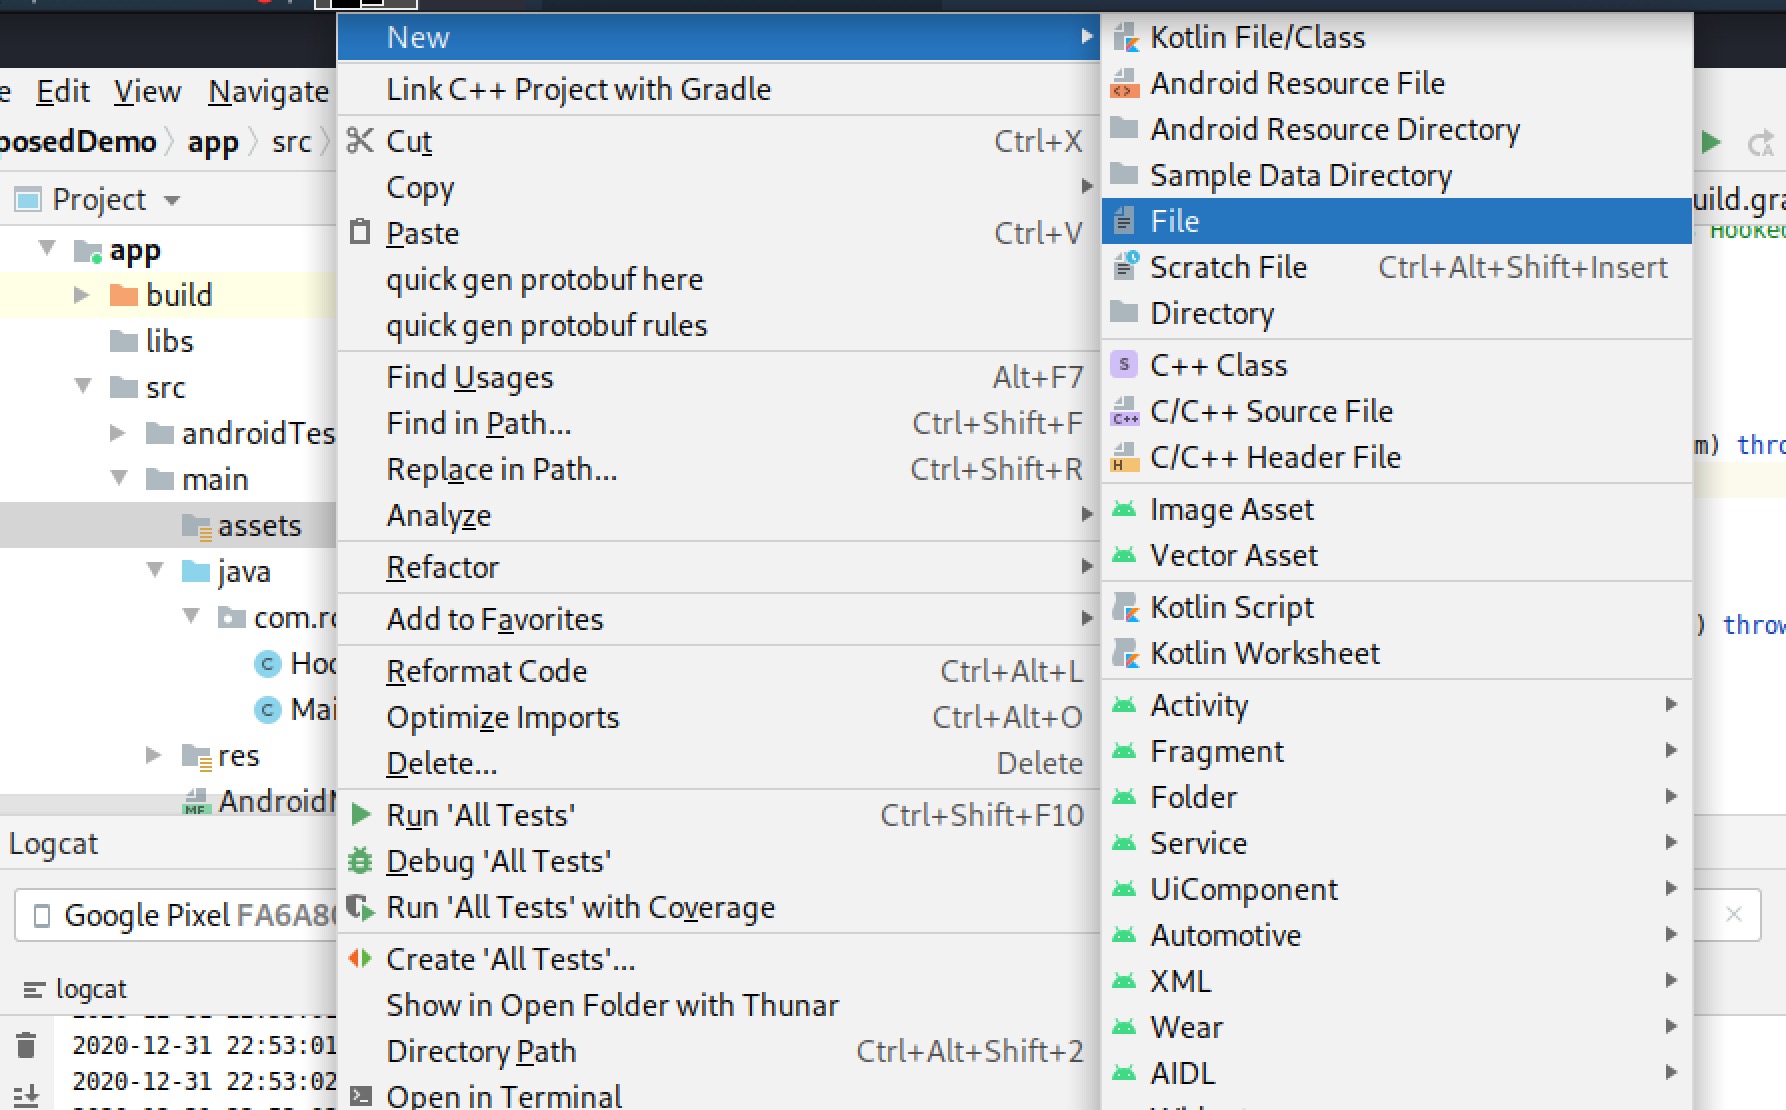 Edit View Navigate
posedDemo app src
Project
app
build
libs
src
androidTes
main
assets
java
com.ro
Hoo
Mai
res
Logcat
Google Pixel FA6A80
logcat
2020-12-31 22:53:01
2020-12-31 22:53:02
New
Link C++ Project with Gradle
Cut Ctrl+X
Copy
Paste Ctrl+V
quick gen protobuf here
quick gen protobuf rules
Find Usages Alt+F7
Find in Path... Ctrl+Shift+F
Replace in Path... Ctrl+Shift+R
Analyze
Refactor
Add to Favorites
Reformat Code Ctrl+Alt+L
Optimize Imports Ctrl+Alt+O
Delete... Delete
Run 'All Tests' Ctrl+Shift+F10
Debug 'All Tests'
Run 'All Tests' with Coverage
Create 'All Tests'...
Show in Open Folder with Thunar
Directory Path Ctrl+Alt+Shift+2
Open in Terminal
Kotlin File/Class
Android Resource File
Android Resource Directory
Sample Data Directory
File
Scratch File Ctrl+Alt+Shift+Insert
Directory
C++ Class
C/C++ Source File
C/C++ Header File
Image Asset
Vector Asset
Kotlin Script
Kotlin Worksheet
Activity
Fragment
Folder
Service
UiComponent
Automotive
XML
Wear
AIDL
uild.gra
Hooked
m) thro
) throw